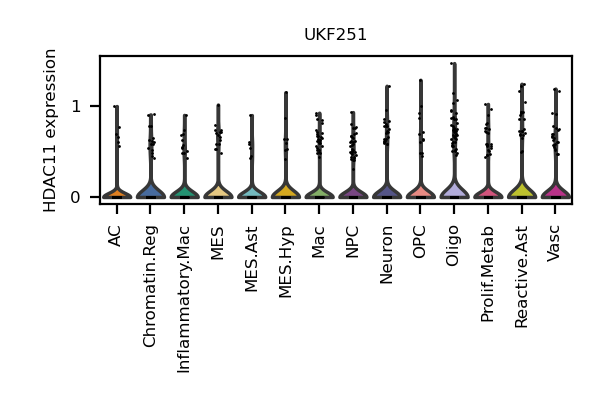 UKF251
HDAC11 expression
1
0
AC
Chromatin.Reg
Inflammatory.Mac
MES
MES.Ast
MES.Hyp
Mac
NPC
Neuron
OPC
Oligo
Prolif.Metab
Reactive.Ast
Vasc